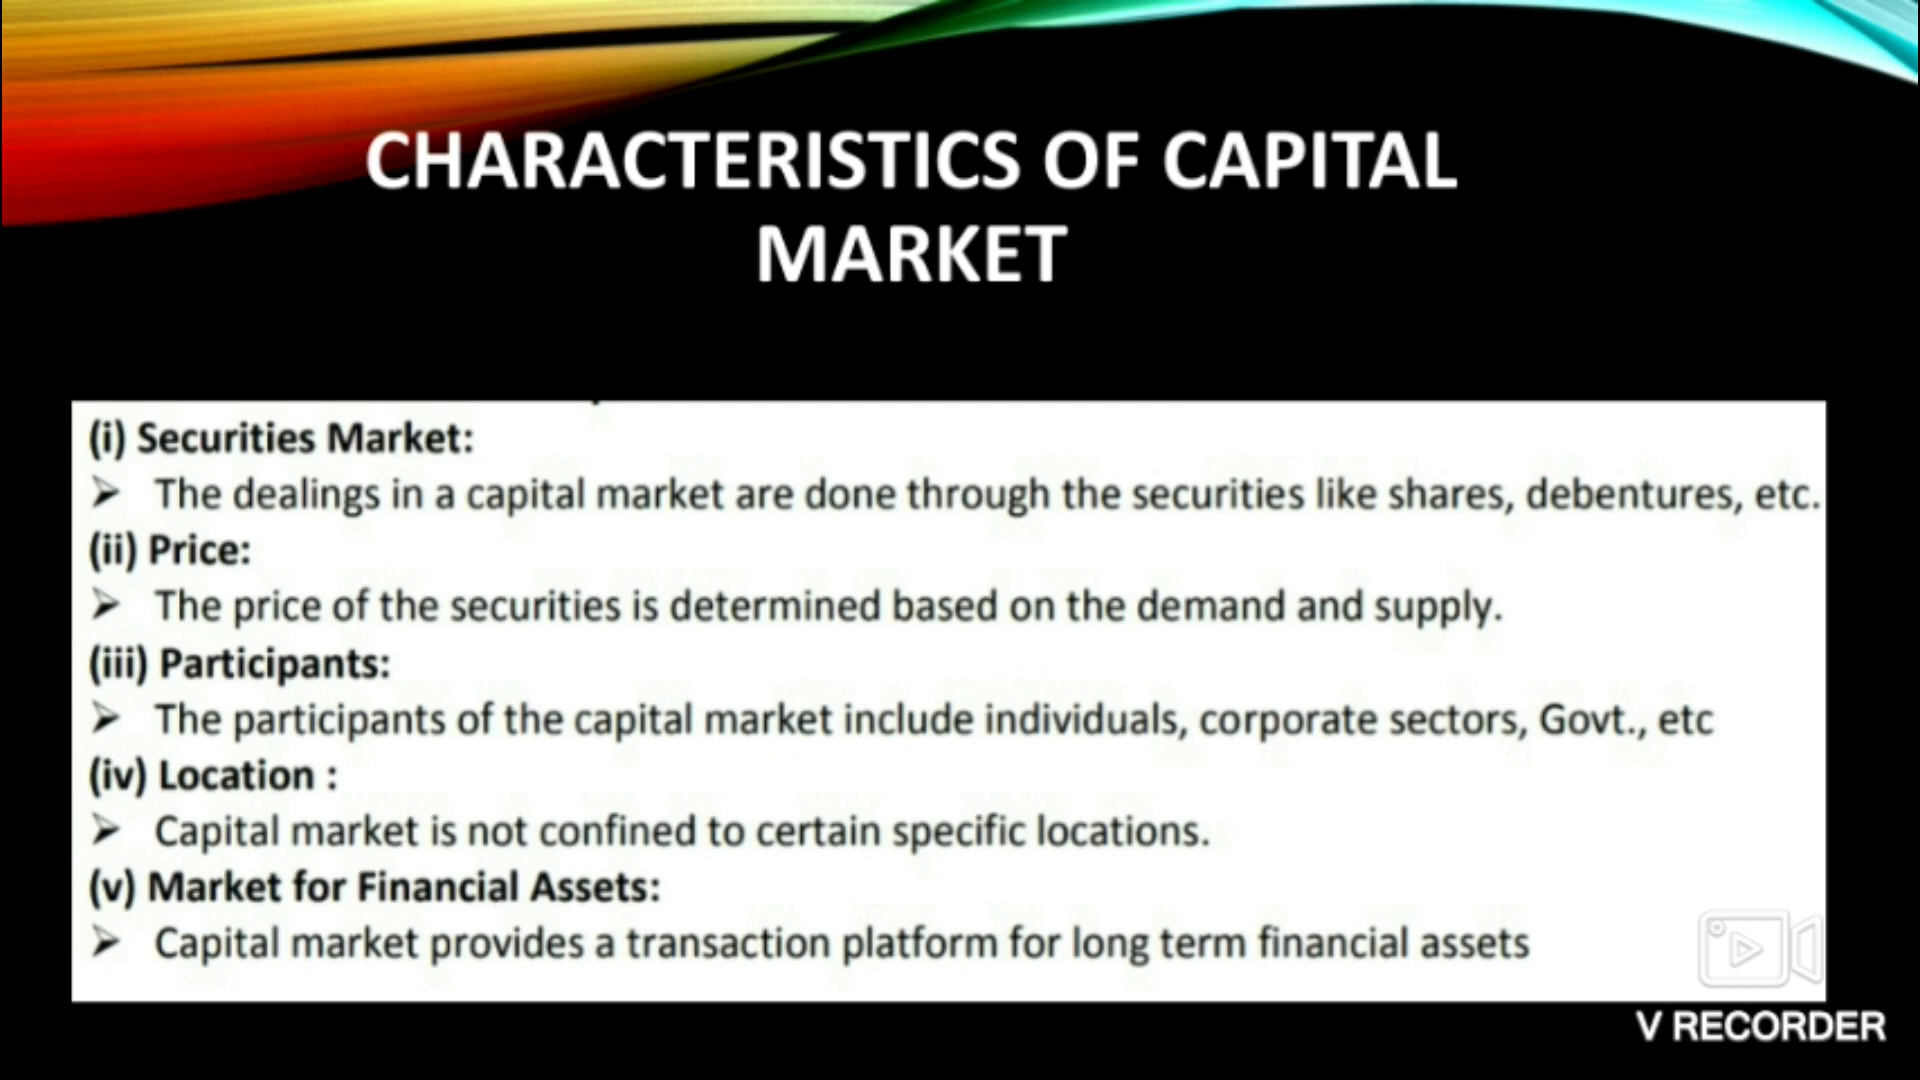 CHARACTERISTICS OF CAPITAL
MARKET
(i) Securities Market:
➢ The dealings in a capital market are done through the securities like shares, debentures, etc.
(ii) Price:
➢ The price of the securities is determined based on the demand and supply.
(iii) Participants:
➢ The participants of the capital market include individuals, corporate sectors, Govt., etc
(iv) Location :
➢ Capital market is not confined to certain specific locations.
(v) Market for Financial Assets:
➢ Capital market provides a transaction platform for long term financial assets
V RECORDER